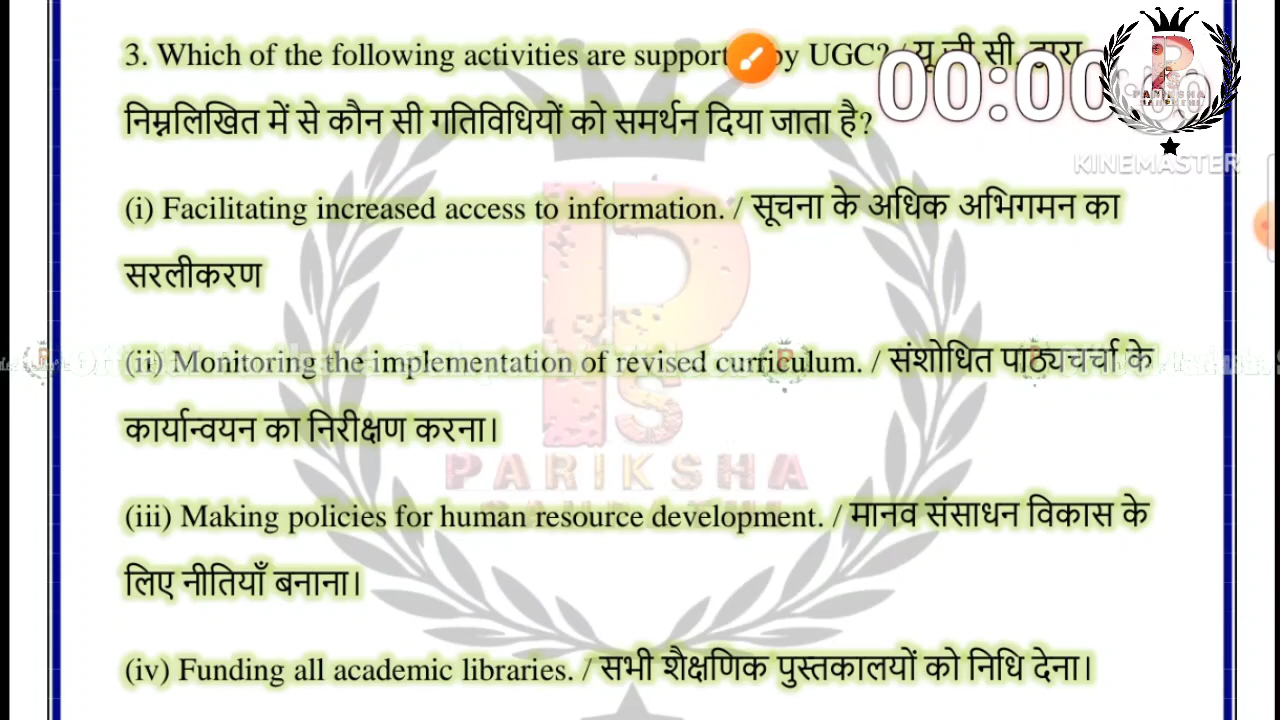 3. Which of the following activities are support by UGC? / यू जी सी. द्वारा
निम्नलिखित में से कौन सी गतिविधियों को समर्थन दिया जाता है?
00:00
PARIKSHA
KINEMASTER
(i) Facilitating increased access to information. / सूचना के अधिक अभिगमन का
सरलीकरण
(ii) Monitoring the implementation of revised curriculum. / संशोधित पाठ्यचर्चा के
कार्यान्वयन का निरीक्षण करना।
PARIKSHA
(iii) Making policies for human resource development. / मानव संसाधन विकास के
लिए नीतियाँ बनाना।
(iv) Funding all academic libraries. / सभी शैक्षणिक पुस्तकालयों को निधि देना।